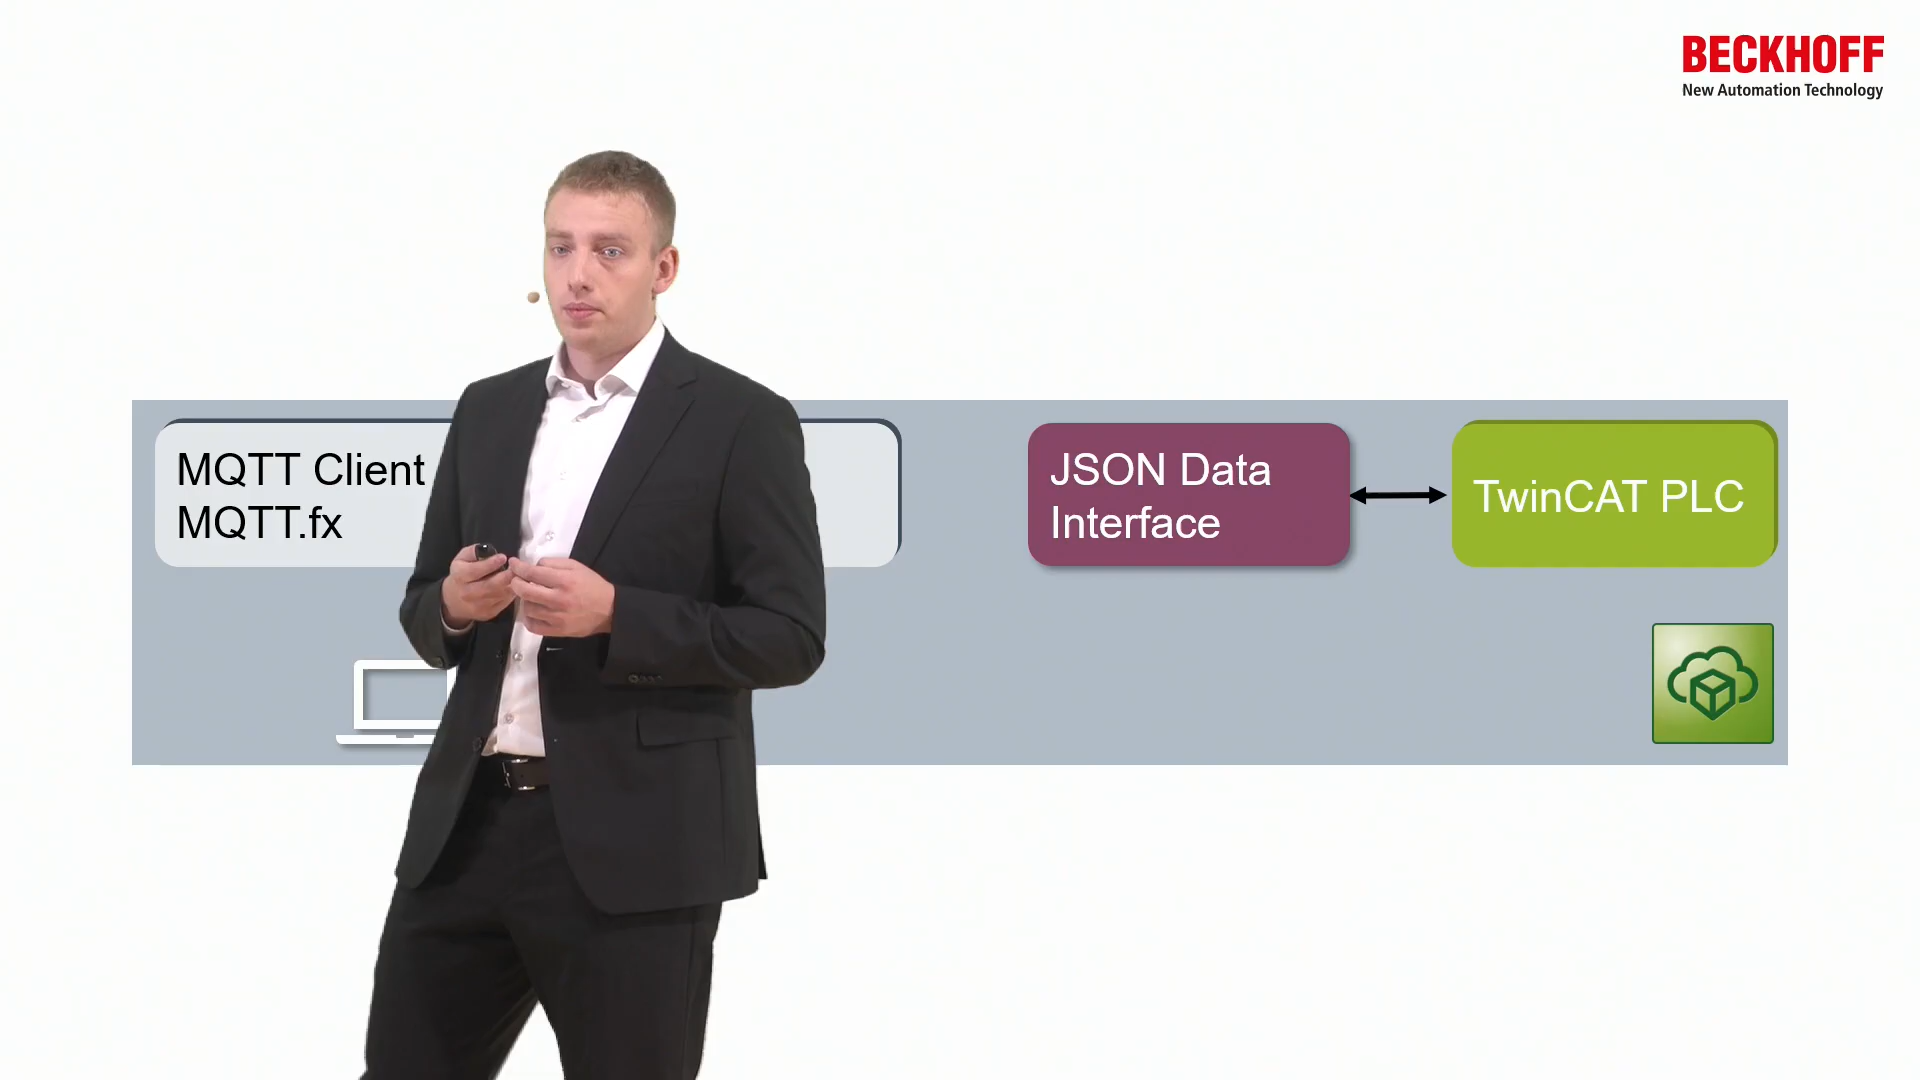 BECKHOFF
New Automation Technology
MQTT Client
MQTT.fx
JSON Data
Interface
TwinCAT PLC